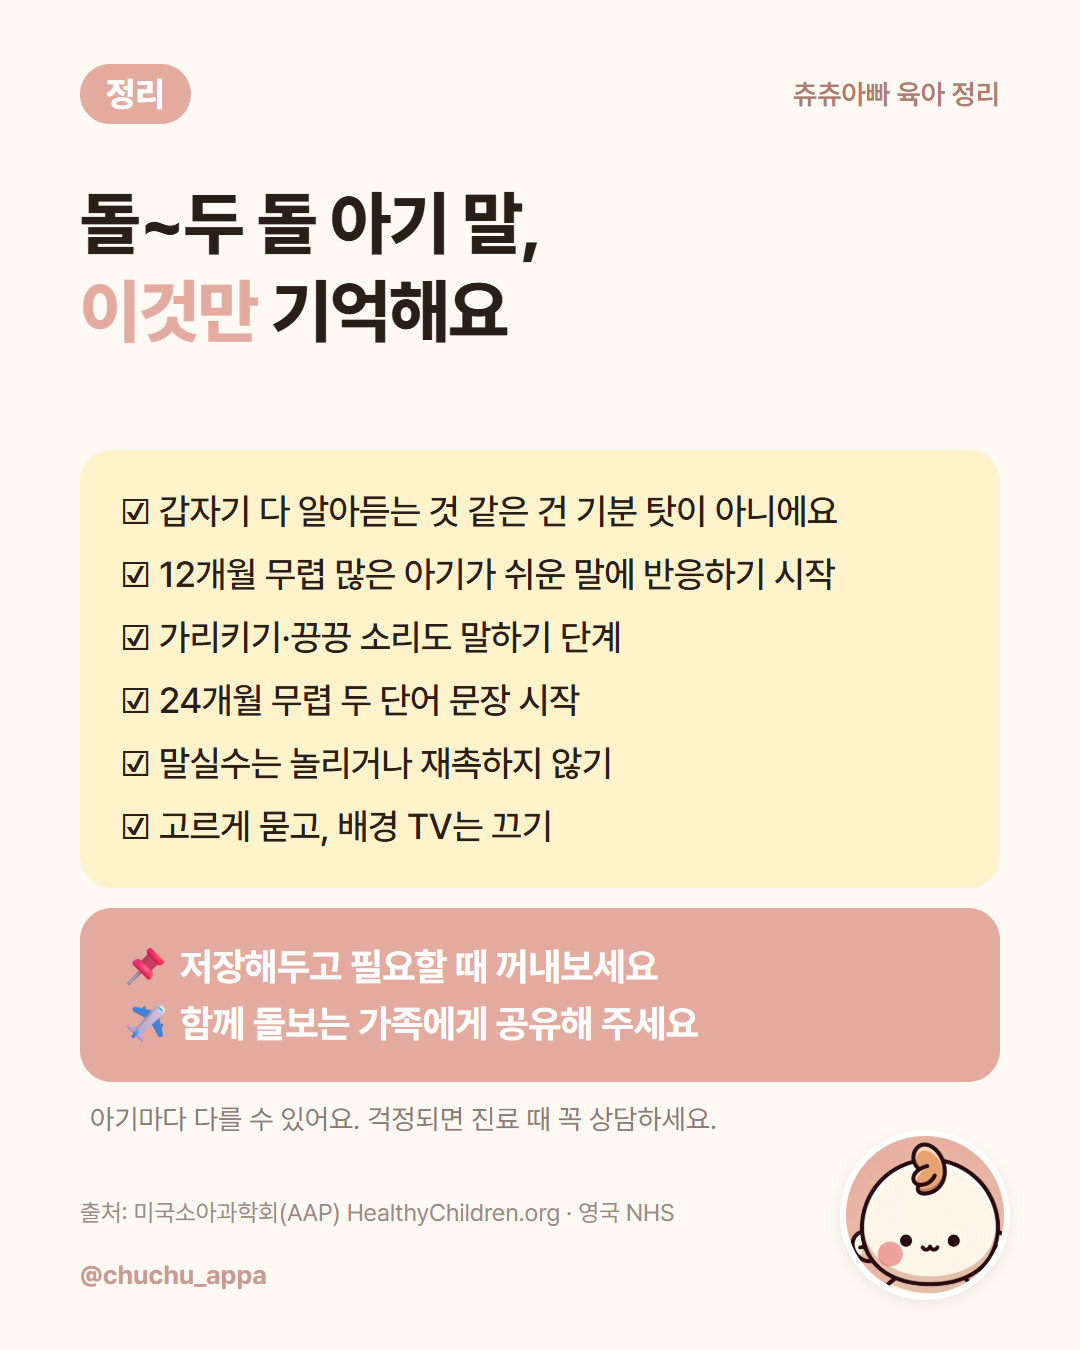 정리
츄츄아빠 육아 정리
돌~두 돌 아기 말,
이것만 기억해요
☑ 갑자기 다 알아듣는 것 같은 건 기분 탓이 아니에요
☑ 12개월 무렵 많은 아기가 쉬운 말에 반응하기 시작
☑ 가리키기·끙끙 소리도 말하기 단계
☑ 24개월 무렵 두 단어 문장 시작
☑ 말실수는 놀리거나 재촉하지 않기
☑ 고르게 묻고, 배경 TV는 끄기
📌 저장해두고 필요할 때 꺼내보세요
✈️ 함께 돌보는 가족에게 공유해 주세요
아기마다 다를 수 있어요. 걱정되면 진료 때 꼭 상담하세요.
출처: 미국소아과학회(AAP) HealthyChildren.org · 영국 NHS
@chuchu_appa